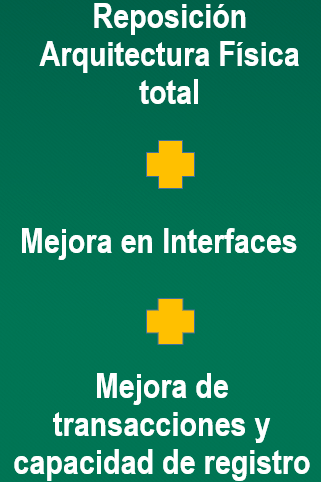 Reposición
Arquitectura Física
total
Mejora en Interfaces
Mejora de
transacciones y
capacidad de registro